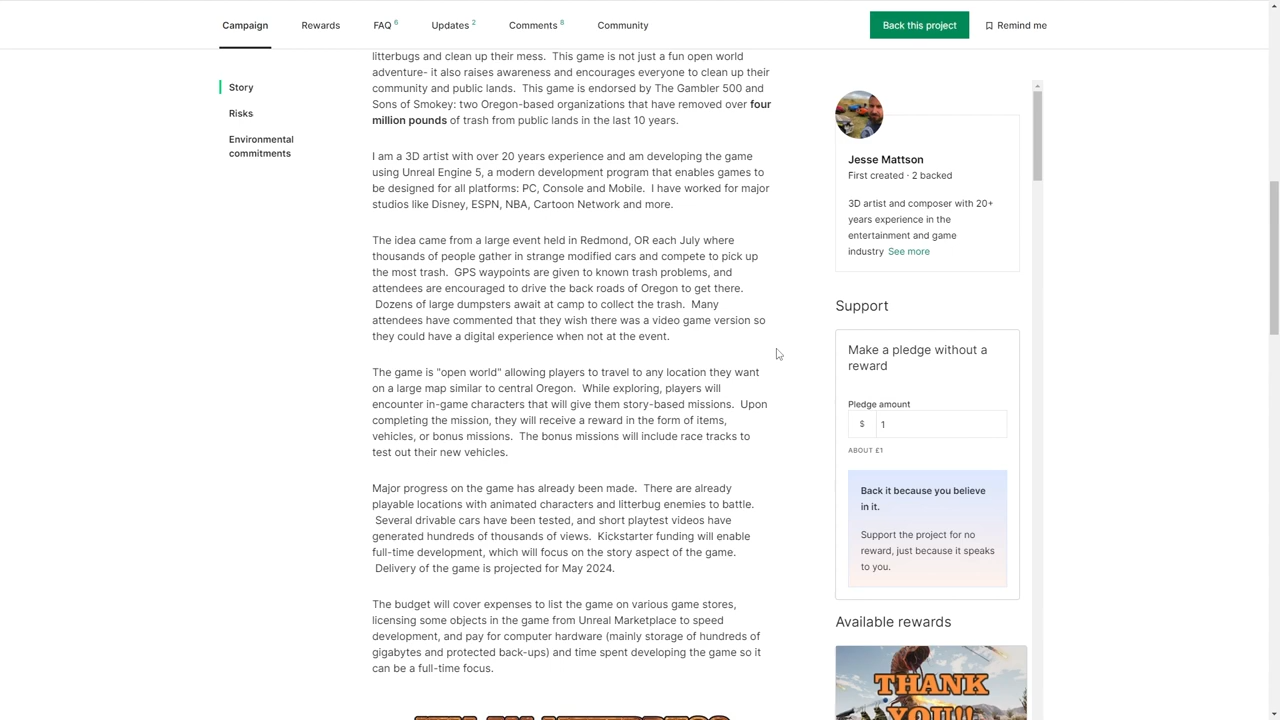 Campaign
Rewards
FAQ 6
Updates 2
Comments 8
Community
Back this project
Remind me
Story
Risks
Environmental
commitments
litterbugs and clean up their mess.  This game is not just a fun open world
adventure- it also raises awareness and encourages everyone to clean up their
community and public lands.  This game is endorsed by The Gambler 500 and
Sons of Smokey: two Oregon-based organizations that have removed over four
million pounds of trash from public lands in the last 10 years.
I am a 3D artist with over 20 years experience and am developing the game
using Unreal Engine 5, a modern development program that enables games to
be designed for all platforms: PC, Console and Mobile.  I have worked for major
studios like Disney, ESPN, NBA, Cartoon Network and more.
The idea came from a large event held in Redmond, OR each July where
thousands of people gather in strange modified cars and compete to pick up
the most trash.  GPS waypoints are given to known trash problems, and
attendees are encouraged to drive the back roads of Oregon to get there.
Dozens of large dumpsters await at camp to collect the trash.  Many
attendees have commented that they wish there was a video game version so
they could have a digital experience when not at the event.
The game is "open world" allowing players to travel to any location they want
on a large map similar to central Oregon.  While exploring, players will
encounter in-game characters that will give them story-based missions.  Upon
completing the mission, they will receive a reward in the form of items,
vehicles, or bonus missions.  The bonus missions will include race tracks to
test out their new vehicles.
Major progress on the game has already been made.  There are already
playable locations with animated characters and litterbug enemies to battle.
Several drivable cars have been tested, and short playtest videos have
generated hundreds of thousands of views.  Kickstarter funding will enable
full-time development, which will focus on the story aspect of the game.
Delivery of the game is projected for May 2024.
The budget will cover expenses to list the game on various game stores,
licensing some objects in the game from Unreal Marketplace to speed
development, and pay for computer hardware (mainly storage of hundreds of
gigabytes and protected back-ups) and time spent developing the game so it
can be a full-time focus.
Jesse Mattson
First created · 2 backed
3D artist and composer with 20+
years experience in the
entertainment and game
industry See more
Support
Make a pledge without a
reward
Pledge amount
$ 1
ABOUT £1
Back it because you believe
in it.
Support the project for no
reward, just because it speaks
to you.
Available rewards
THANK
YOU!!